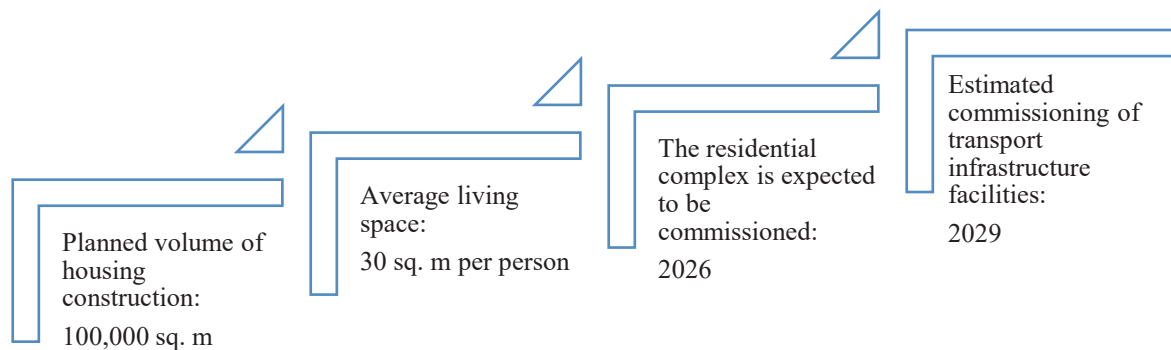 Planned volume of
housing
construction:
100,000 sq. m
Average living
space:
30 sq. m per person
The residential
complex is expected
to be
commissioned:
2026
Estimated
commissioning of
transport
infrastructure
facilities:
2029